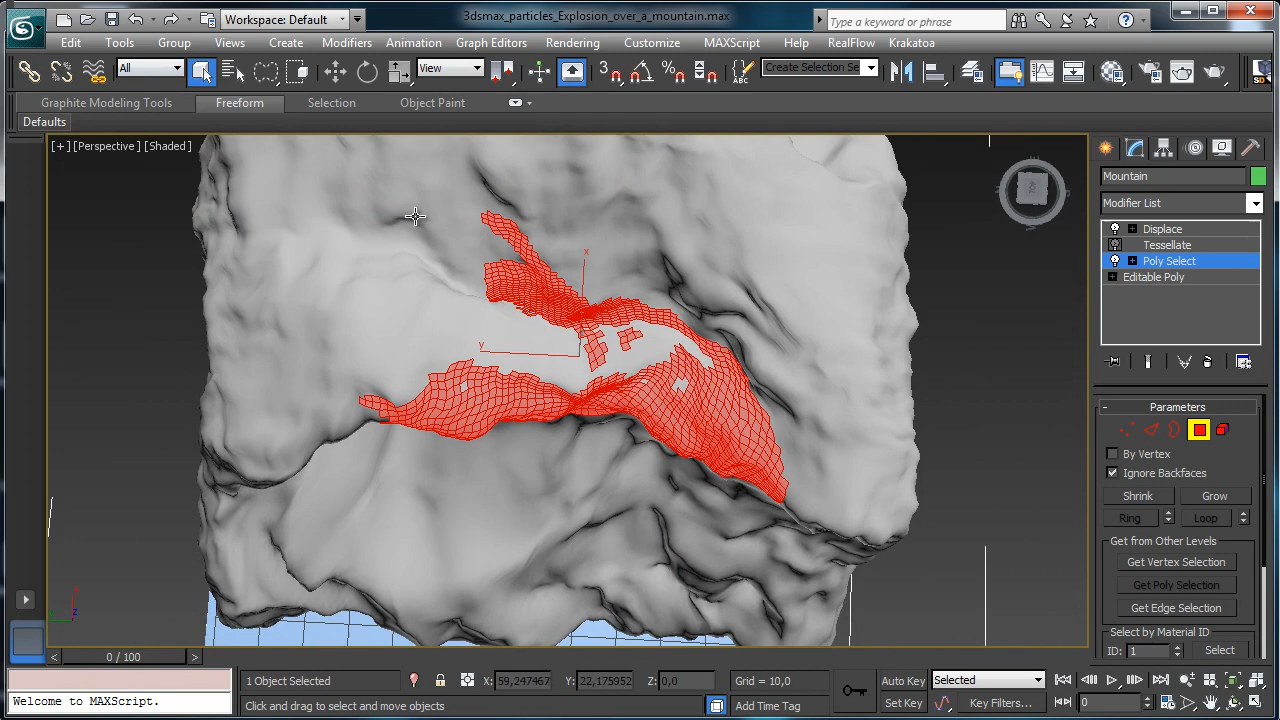 Workspace: Default
3dsmax_particles_Explosion_over_a_mountain.max
Type a keyword or phrase
Edit Tools Group Views Create Modifiers Animation Graph Editors Rendering Customize MAXScript Help RealFlow Krakatoa
All View 3 ABC Create Selection Se
Graphite Modeling Tools Freeform Selection Object Paint
Defaults
[+] [Perspective] [Shaded]
x
y
z
Mountain
Modifier List
Displace
Tessellate
Poly Select
Editable Poly
- Parameters
By Vertex
Ignore Backfaces
Shrink Grow
Ring Loop
Get from Other Levels
Get Vertex Selection
Get Poly Selection
Get Edge Selection
Select by Material ID
ID: 1 Select
< 0 / 100 >
1 Object Selected X: 59,247467 Y: 22,175952 Z: 0,0 Grid = 10,0 Auto Key Selected
Welcome to MAXScript. Click and drag to select and move objects Add Time Tag Set Key Key Filters... 0